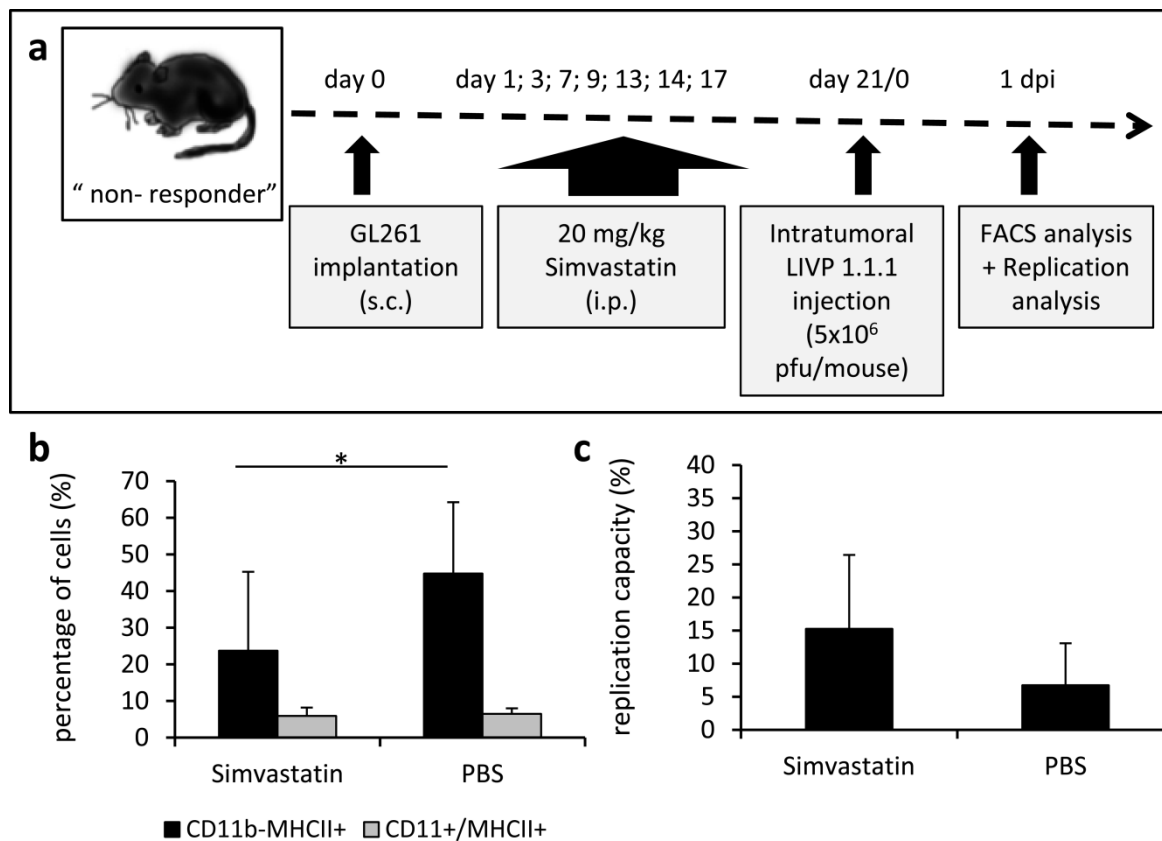 a
day 0
day 1; 3; 7; 9; 13; 14; 17
day 21/0
1 dpi
“ non- responder”
GL261
implantation
(s.c.)
20 mg/kg
Simvastatin
(i.p.)
Intratumoral
LIVP 1.1.1
injection
(5x10⁶
pfu/mouse)
FACS analysis
+ Replication
analysis
b
percentage of cells (%)
70
60
50
40
30
20
10
0
*
Simvastatin
PBS
CD11b-MHCII+
CD11+/MHCII+
c
replication capacity (%)
40
35
30
25
20
15
10
5
0
Simvastatin
PBS